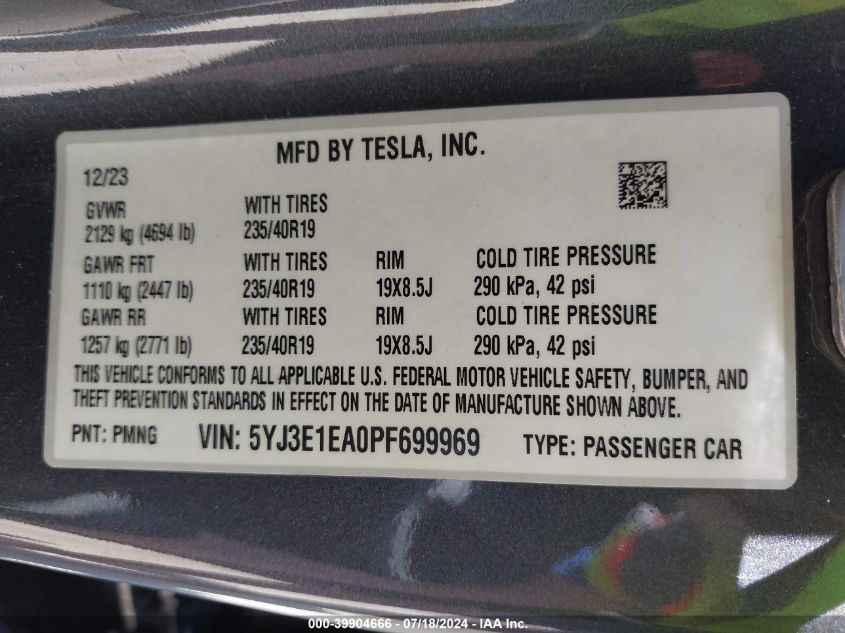 MFD BY TESLA, INC.
12/23
GVWR WITH TIRES
2129 kg (4694 lb) 235/40R19
GAWR FRT WITH TIRES RIM COLD TIRE PRESSURE
1110 kg (2447 lb) 235/40R19 19X8.5J 290 kPa, 42 psi
GAWR RR WITH TIRES RIM COLD TIRE PRESSURE
1257 kg (2771 lb) 235/40R19 19X8.5J 290 kPa, 42 psi
THIS VEHICLE CONFORMS TO ALL APPLICABLE U.S. FEDERAL MOTOR VEHICLE SAFETY, BUMPER, AND
THEFT PREVENTION STANDARDS IN EFFECT ON THE DATE OF MANUFACTURE SHOWN ABOVE.
PNT: PMNG VIN: 5YJ3E1EA0PF699969 TYPE: PASSENGER CAR
000-39904666 - 07/18/2024 - IAA Inc.